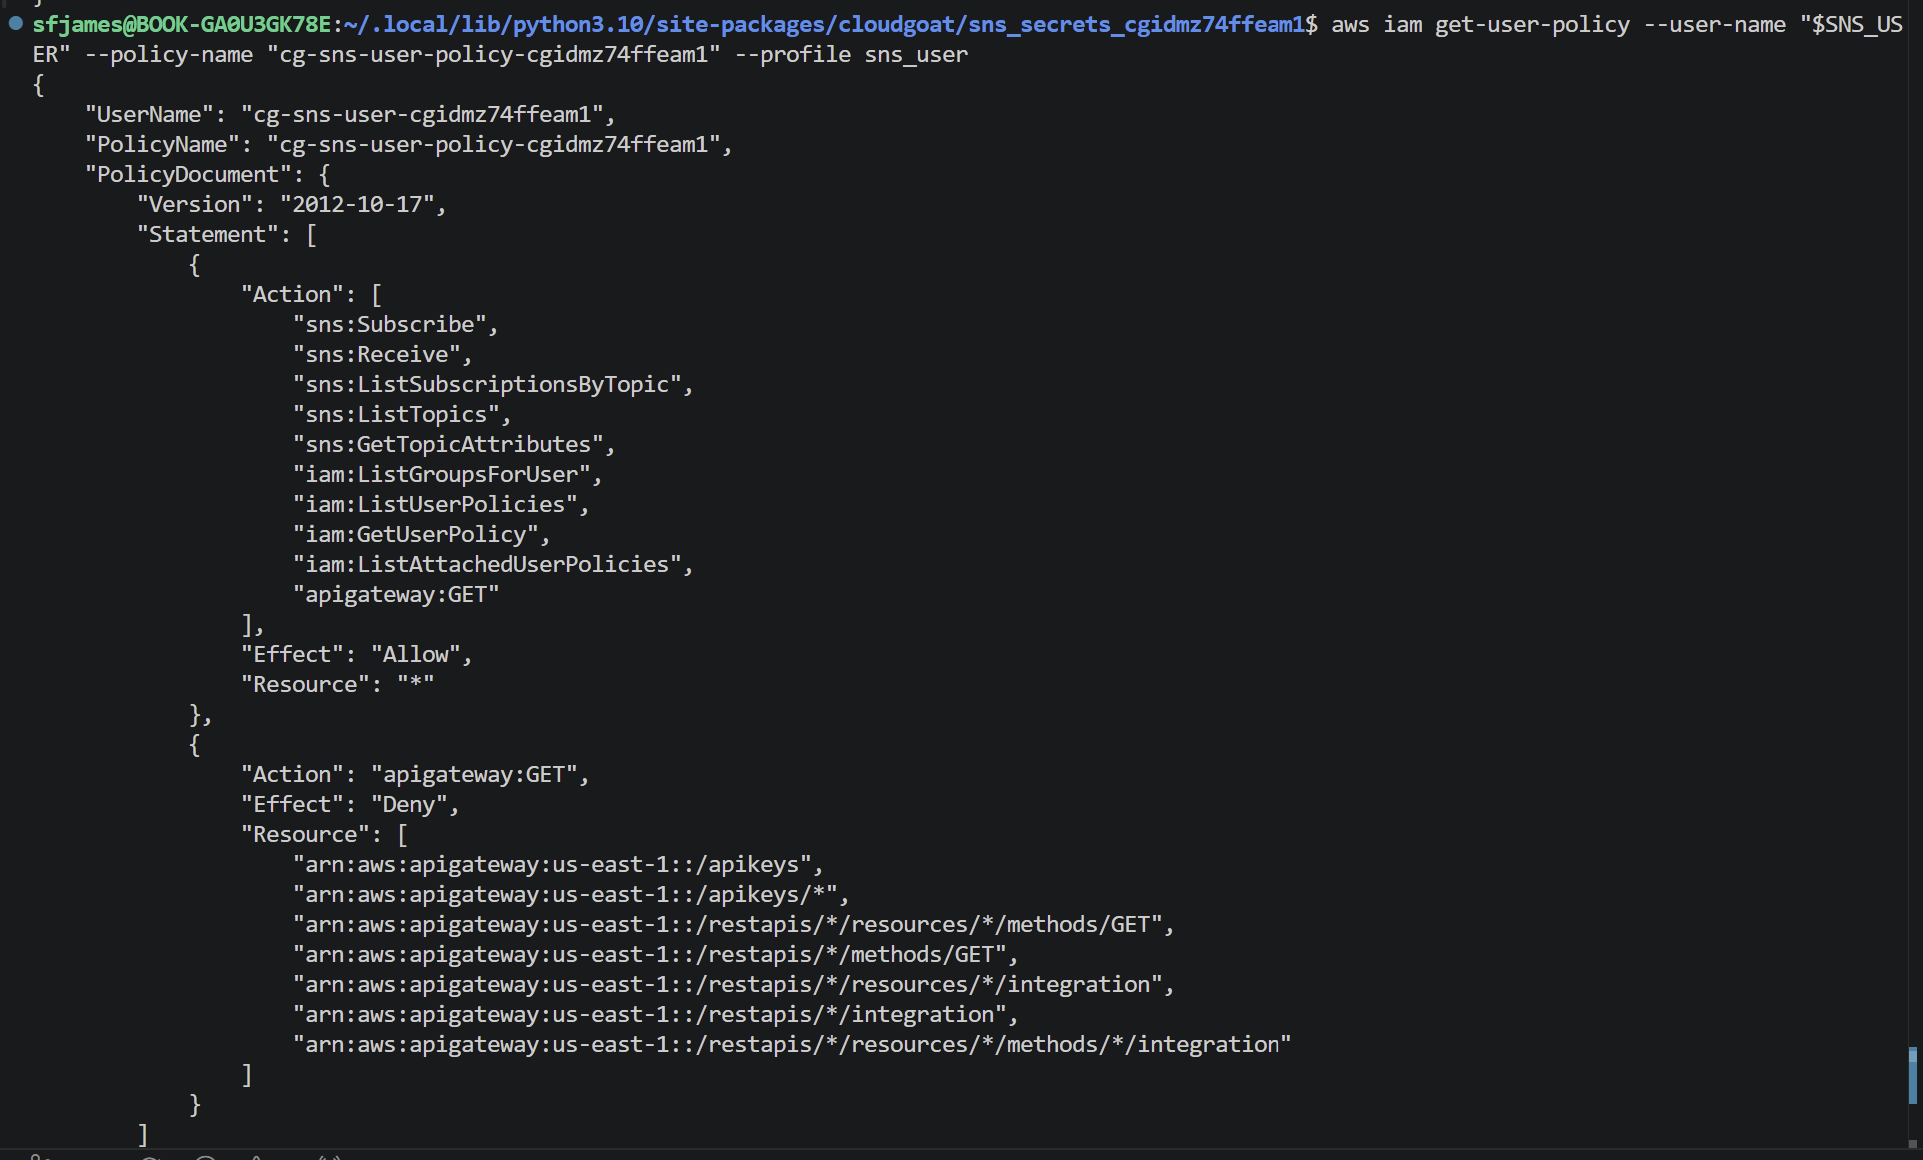 sfjames@BOOK-GA0U3GK78E:~/.local/lib/python3.10/site-packages/cloudgoat/sns_secrets_cgidmz74ffeam1$ aws iam get-user-policy --user-name "$SNS_US
ER" --policy-name "cg-sns-user-policy-cgidmz74ffeam1" --profile sns_user
{
    "UserName": "cg-sns-user-cgidmz74ffeam1",
    "PolicyName": "cg-sns-user-policy-cgidmz74ffeam1",
    "PolicyDocument": {
        "Version": "2012-10-17",
        "Statement": [
            {
                "Action": [
                    "sns:Subscribe",
                    "sns:Receive",
                    "sns:ListSubscriptionsByTopic",
                    "sns:ListTopics",
                    "sns:GetTopicAttributes",
                    "iam:ListGroupsForUser",
                    "iam:ListUserPolicies",
                    "iam:GetUserPolicy",
                    "iam:ListAttachedUserPolicies",
                    "apigateway:GET"
                ],
                "Effect": "Allow",
                "Resource": "*"
            },
            {
                "Action": "apigateway:GET",
                "Effect": "Deny",
                "Resource": [
                    "arn:aws:apigateway:us-east-1::/apikeys",
                    "arn:aws:apigateway:us-east-1::/apikeys/*",
                    "arn:aws:apigateway:us-east-1::/restapis/*/resources/*/methods/GET",
                    "arn:aws:apigateway:us-east-1::/restapis/*/methods/GET",
                    "arn:aws:apigateway:us-east-1::/restapis/*/resources/*/integration",
                    "arn:aws:apigateway:us-east-1::/restapis/*/integration",
                    "arn:aws:apigateway:us-east-1::/restapis/*/resources/*/methods/*/integration"
                ]
            }
        ]